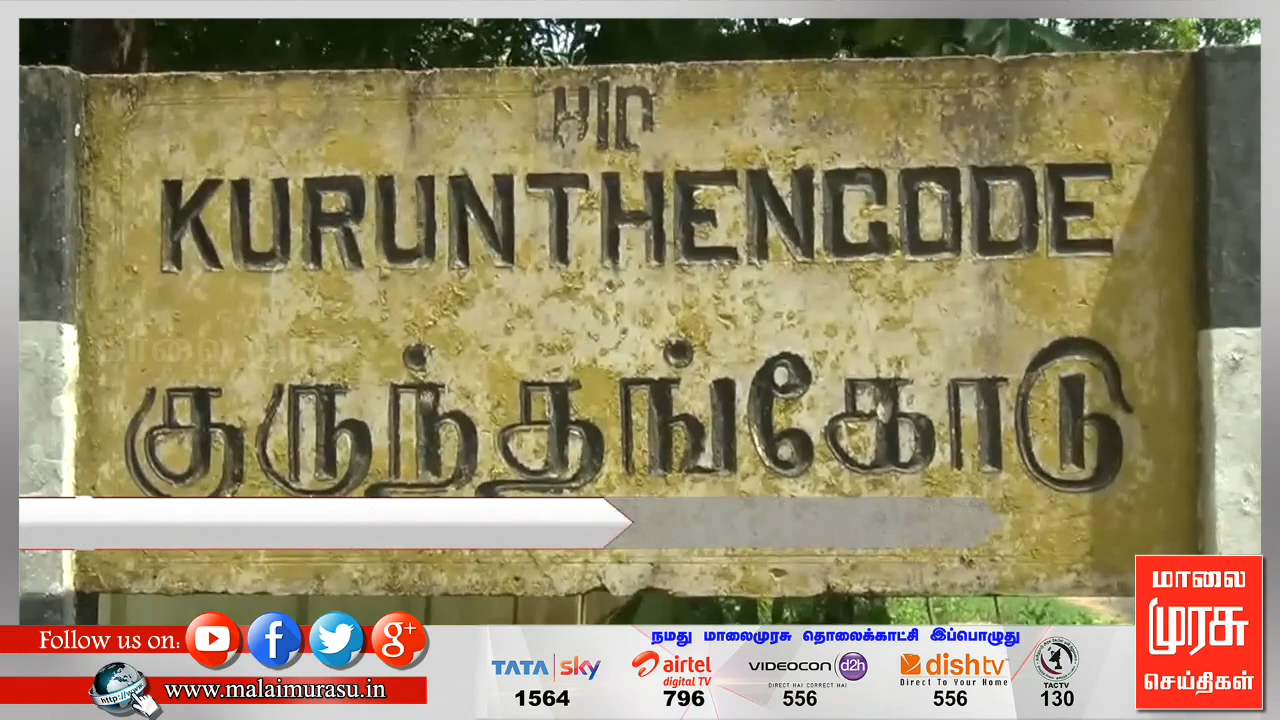 KURUNTHENCODE
குருந்தங்கோடு
Follow us on:
www.malaimurasu.in
நமது மாலைமுரசு தொலைக்காட்சி இப்பொழுது
TATA sky
1564
airtel
digital TV
796
VIDEOCON d2h
DIRECT HAI CORRECT HAI
556
dishtv
Direct To Your Home
556
TACTV
130
மாலை
முரசு
செய்திகள்